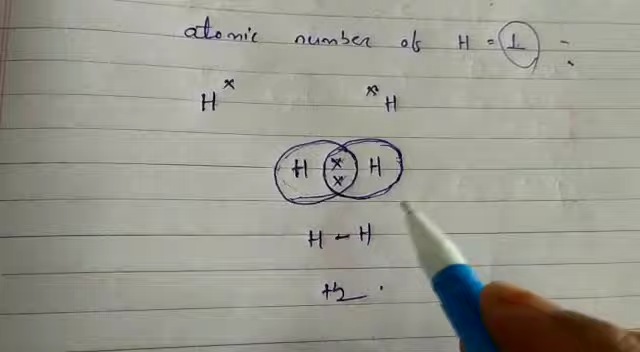 atomic number of H = 1 :
H x x H
H x x H
H - H
H2.